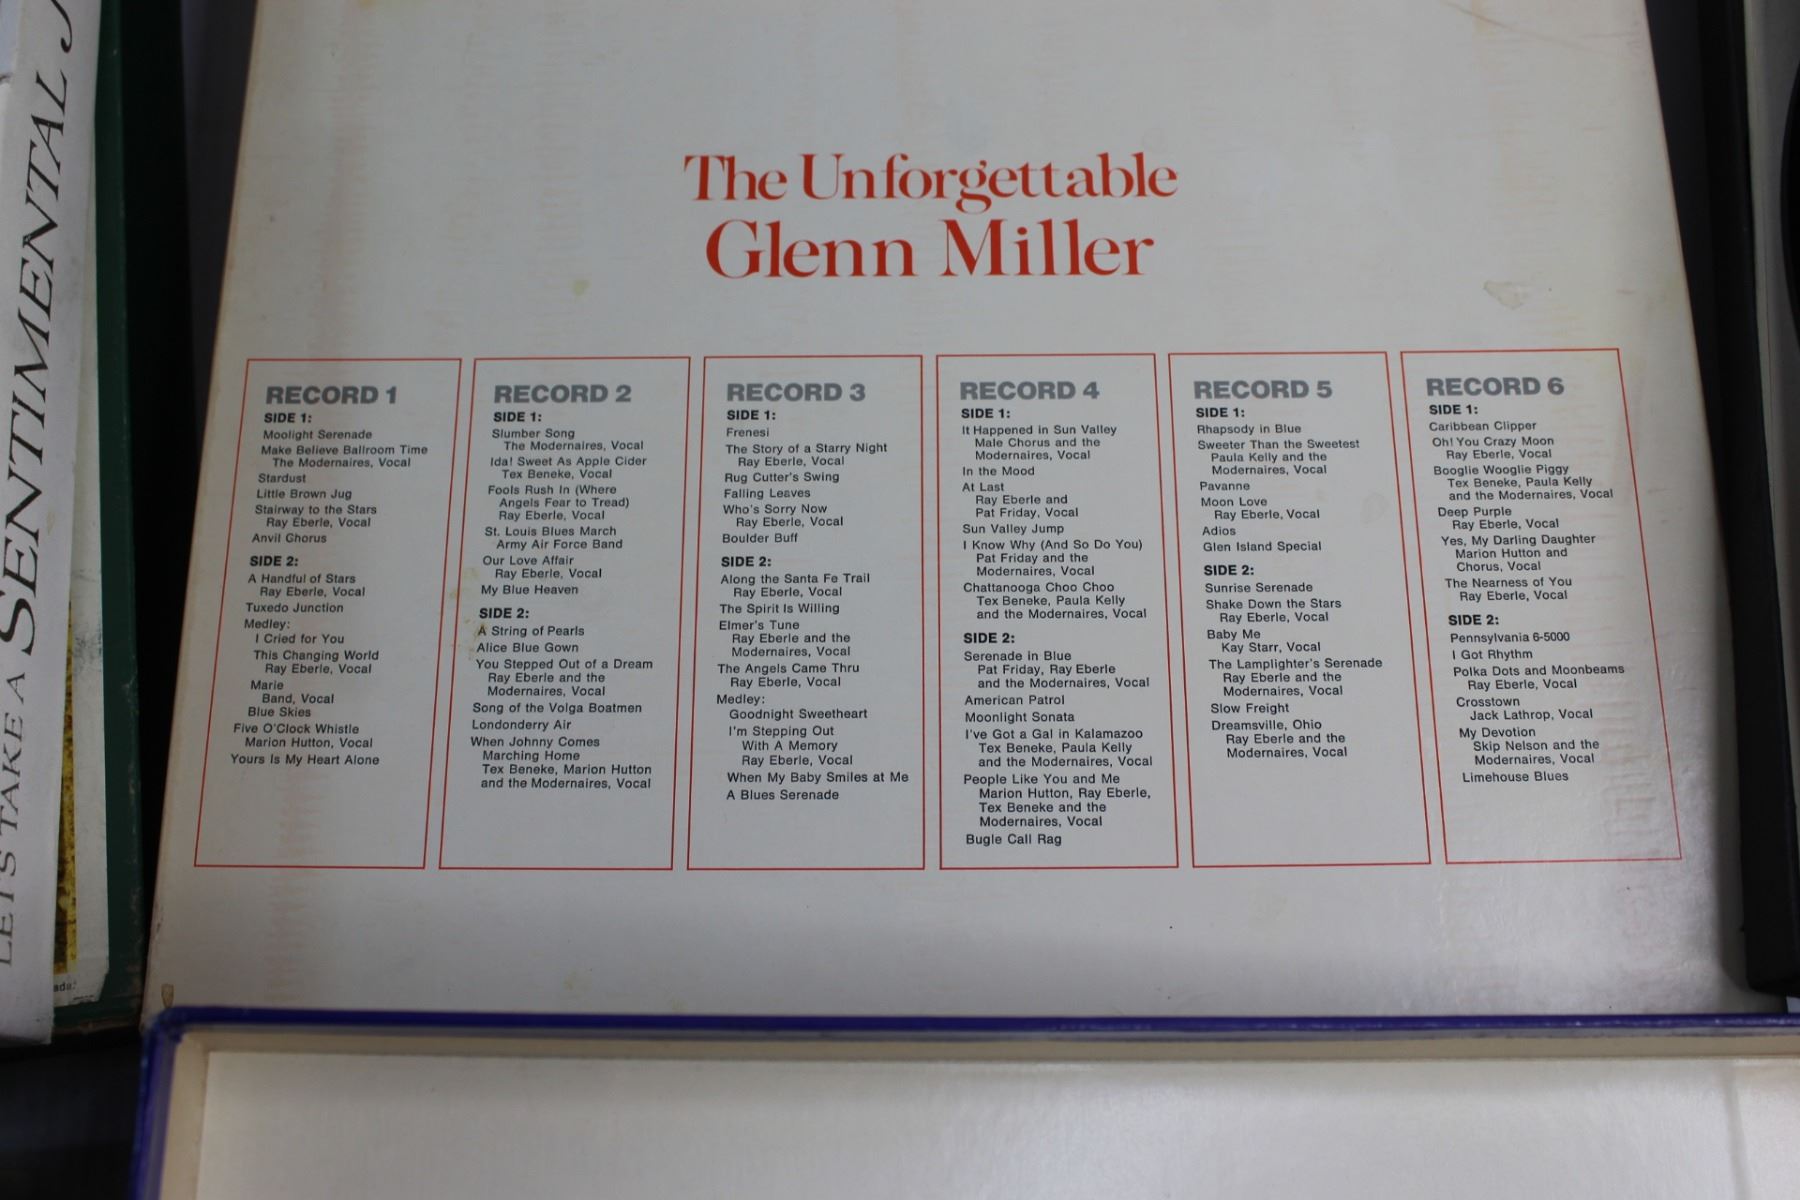 LET'S TAKE A SENTIMENTAL J
ada:
The Unforgettable
Glenn Miller
RECORD 1
SIDE 1:
Moolight Serenade
Make Believe Ballroom Time
The Modernaires, Vocal
Stardust
Little Brown Jug
Stairway to the Stars
Ray Eberle, Vocal
Anvil Ghorus
SIDE 2:
A Handful of Stars
Ray Eberle, Vocal
Tuxedo Junction
Medley:
I Cried for You
This Changing World
Ray Eberle, Vocal
Marie
Band, Vocal
Blue Skies
Five O'Clock Whistle
Marion Hutton, Vocal
Yours Is My Heart Alone
RECORD 2
SIDE 1:
Slumber Song
The Modernaires, Vocal
Ida! Sweet As Apple Cider
Tex Beneke, Vocal
Fools Rush In (Where
Angels Fear to Tread)
Ray Eberle, Vocal
St. Louis Blues March
Army Air Force Band
Our Love Affair
Ray Eberle, Vocal
My Blue Heaven
SIDE 2:
A String of Pearls
Alice Blue Gown
You Stepped Out of a Dream
Ray Eberle and the
Modernaires, Vocal
Song of the Volga Boatmen
Londonderry Air
When Johnny Comes
Marching Home
Tex Beneke, Marion Hutton
and the Modernaires, Vocal
RECORD 3
SIDE 1:
Frenesi
The Story of a Starry Night
Ray Eberle, Vocal
Rug Cutter's Swing
Falling Leaves
Who's Sorry Now
Ray Eberle, Vocal
Boulder Buff
SIDE 2:
Along the Santa Fe Trail
Ray Eberle, Vocal
The Spirit Is Willing
Elmer's Tune
Ray Eberle and the
Modernaires, Vocal
The Angels Came Thru
Ray Eberle, Vocal
Medley:
Goodnight Sweetheart
I'm Stepping Out
With A Memory
Ray Eberle, Vocal
When My Baby Smiles at Me
A Blues Serenade
RECORD 4
SIDE 1:
It Happened in Sun Valley
Male Chorus and the
Modernaires, Vocal
In the Mood
At Last
Ray Eberle and
Pat Friday, Vocal
Sun Valley Jump
I Know Why (And So Do You)
Pat Friday and the
Modernaires, Vocal
Chattanooga Choo Choo
Tex Beneke, Paula Kelly
and the Modernaires, Vocal
SIDE 2:
Serenade in Blue
Pat Friday, Ray Eberle
and the Modernaires, Vocal
American Patrol
Moonlight Sonata
I've Got a Gal in Kalamazoo
Tex Beneke, Paula Kelly
and the Modernaires, Vocal
People Like You and Me
Marion Hutton, Ray Eberle,
Tex Beneke and the
Modernaires, Vocal
Bugle Call Rag
RECORD 5
SIDE 1:
Rhapsody in Blue
Sweeter Than the Sweetest
Paula Kelly and the
Modernaires, Vocal
Pavanne
Moon Love
Ray Eberle, Vocal
Adios
Glen Island Special
SIDE 2:
Sunrise Serenade
Shake Down the Stars
Ray Eberle, Vocal
Baby Me
Kay Starr, Vocal
The Lamplighter's Serenade
Ray Eberle and the
Modernaires, Vocal
Slow Freight
Dreamsville, Ohio
Ray Eberle and the
Modernaires, Vocal
RECORD 6
SIDE 1:
Caribbean Clipper
Oh! You Crazy Moon
Ray Eberle, Vocal
Booglie Wooglie Piggy
Tex Beneke, Paula Kelly
and the Modernaires, Vocal
Deep Purple
Ray Eberle, Vocal
Yes, My Darling Daughter
Marion Hutton and
Chorus, Vocal
The Nearness of You
Ray Eberle, Vocal
SIDE 2:
Pennsylvania 6-5000
I Got Rhythm
Polka Dots and Moonbeams
Ray Eberle, Vocal
Crosstown
Jack Lathrop, Vocal
My Devotion
Skip Nelson and the
Modernaires, Vocal
Limehouse Blues